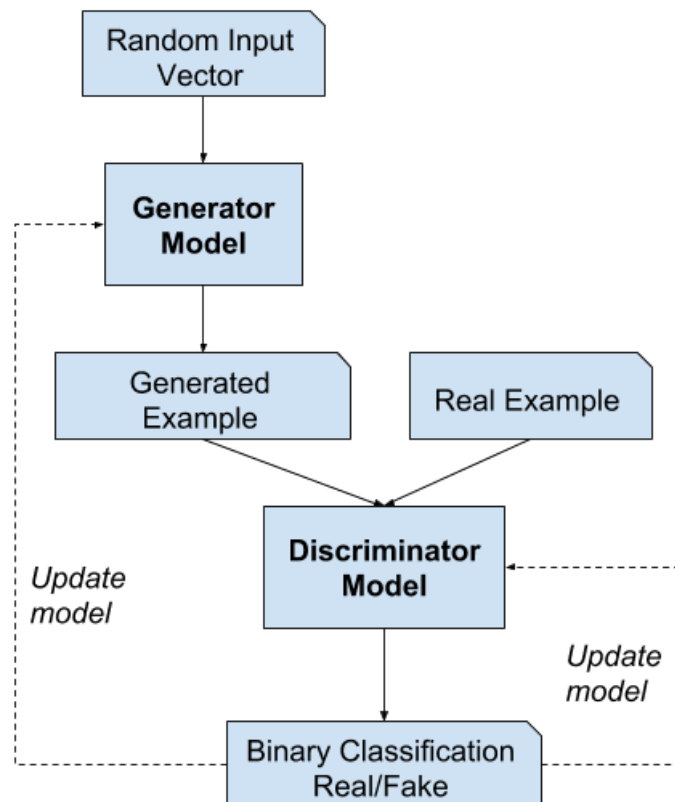 Random Input
Vector
Generator
Model
Generated
Example
Real Example
Discriminator
Model
Update
model
Update
model
Binary Classification
Real/Fake